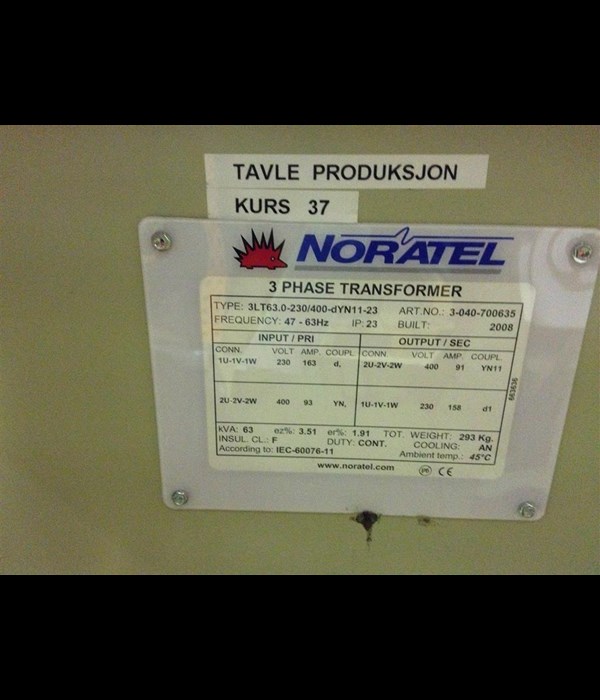 TAVLE PRODUKSJON
KURS 37
NORATEL
3 PHASE TRANSFORMER
TYPE: 3LT63.0-230/400-dYN11-23 ART.NO.: 3-040-700635
FREQUENCY: 47 - 63Hz IP: 23 BUILT: 2008
INPUT / PRI OUTPUT / SEC
CONN. VOLT AMP. COUPL. CONN. VOLT AMP. COUPL.
1U-1V-1W 230 163 d, 2U-2V-2W 400 91 YN11
2U-2V-2W 400 93 YN, 1U-1V-1W 230 158 d1
663636
kVA: 63 ez%: 3.51 er%: 1.91 TOT. WEIGHT: 293 Kg.
INSUL. CL.: F DUTY: CONT. COOLING: AN
According to: IEC-60076-11 Ambient temp.: 45°C
www.noratel.com CE